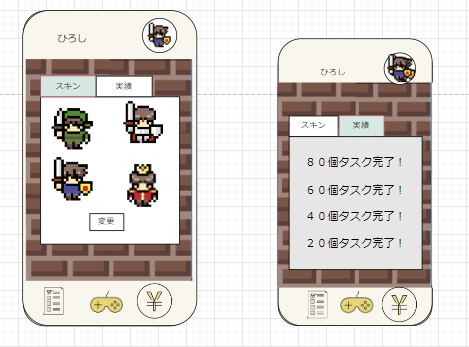 ひろし
スキン
実績
変更
¥
ひろし
スキン
実績
８０個タスク完了！
６０個タスク完了！
４０個タスク完了！
２０個タスク完了！
¥